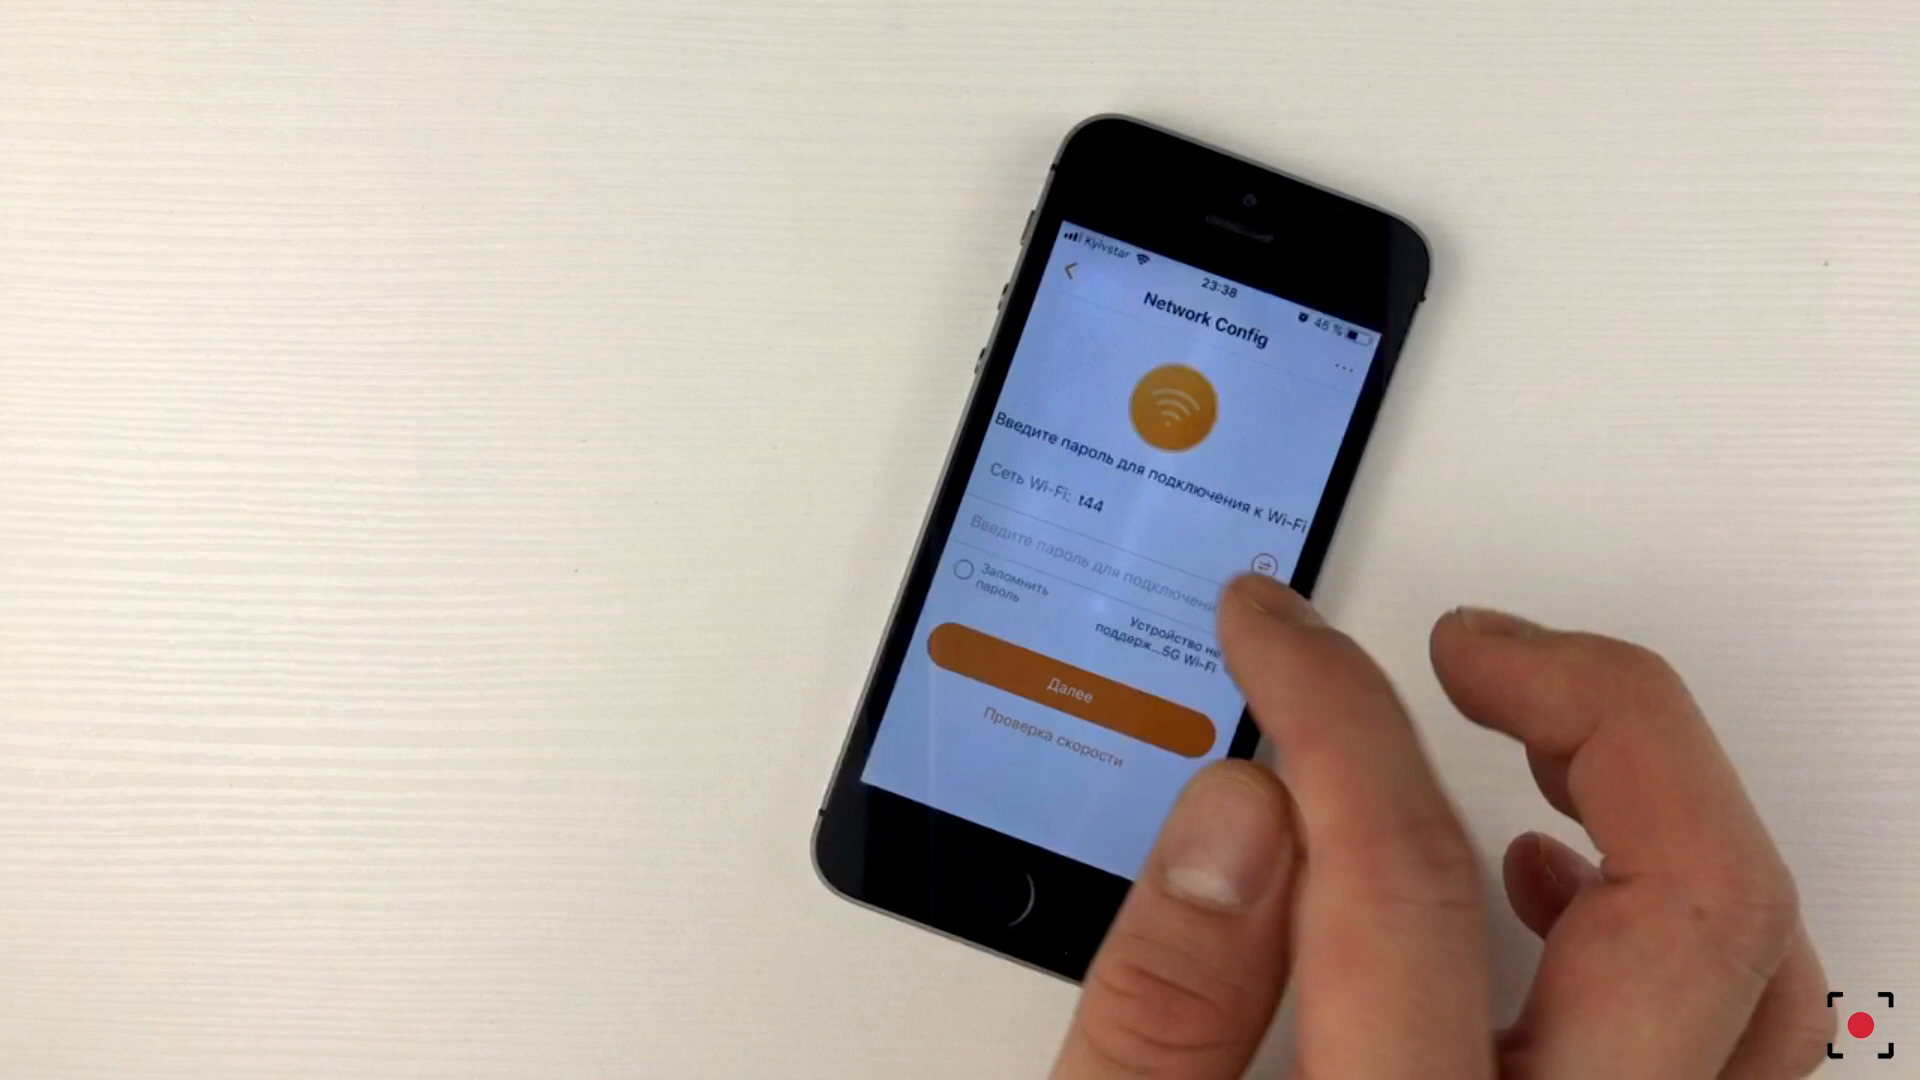 Kyivstar
23:38
46 %
Network Config
Введите пароль для подключения к Wi-Fi
Сеть Wi-Fi: t44
Введите пароль для подключени
Запомнить
пароль
Устройство не
поддерж...5G Wi-Fi
Далее
Проверка скорости